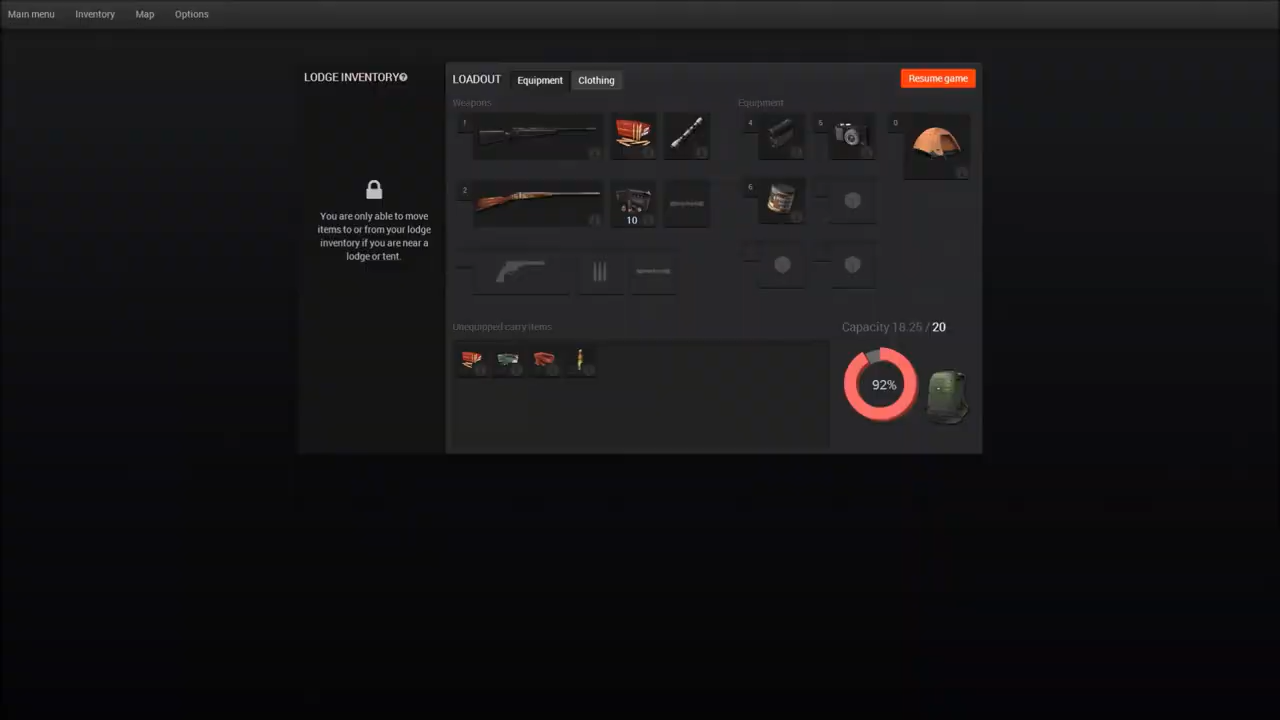 Main menu Inventory Map Options
LODGE INVENTORY
LOADOUT Equipment Clothing Resume game
Weapons Equipment
1 4 5 0
2 6
10
You are only able to move
items to or from your lodge
inventory if you are near a
lodge or tent.
Unequipped carry items
Capacity 18.25 / 20
92%